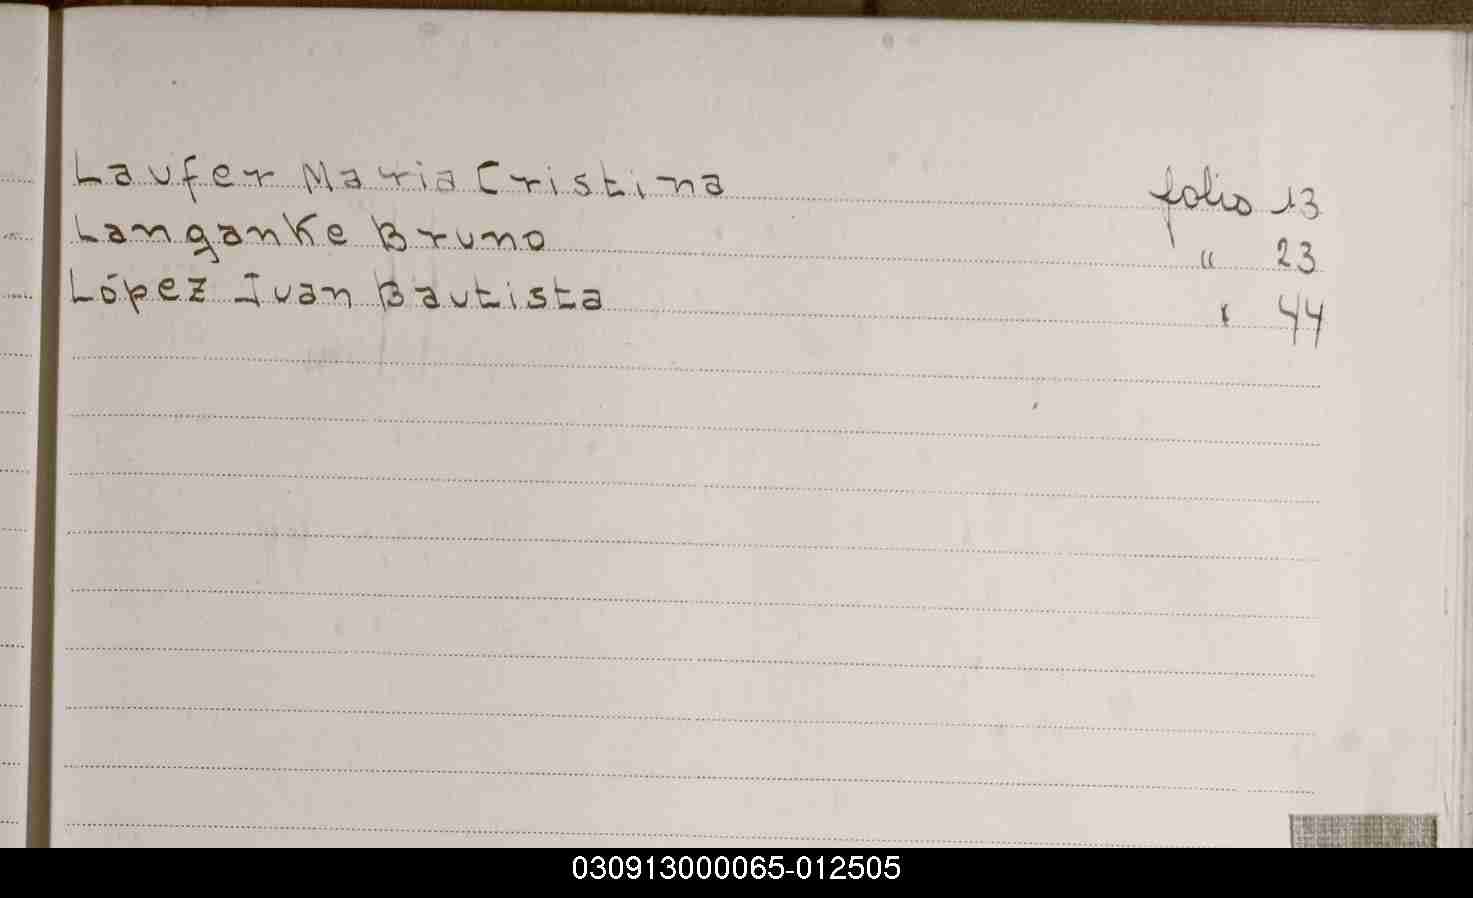 Laufer Maria Cristina folio 13
Langanke Bruno " 23
López Juan Bautista " 44
030913000065-012505